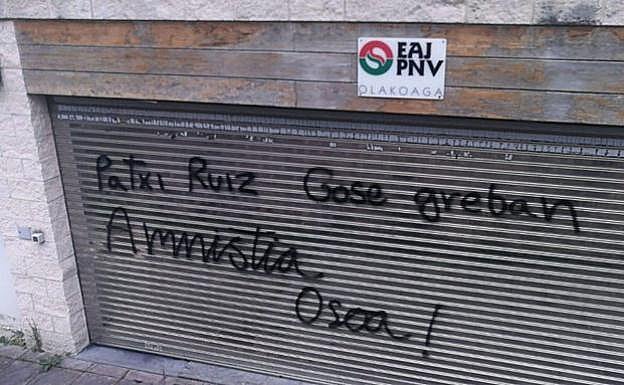 EAJ
PNV
OLAKOAGA
Patxi Ruiz Gose greban
Amnistia
Osoa!